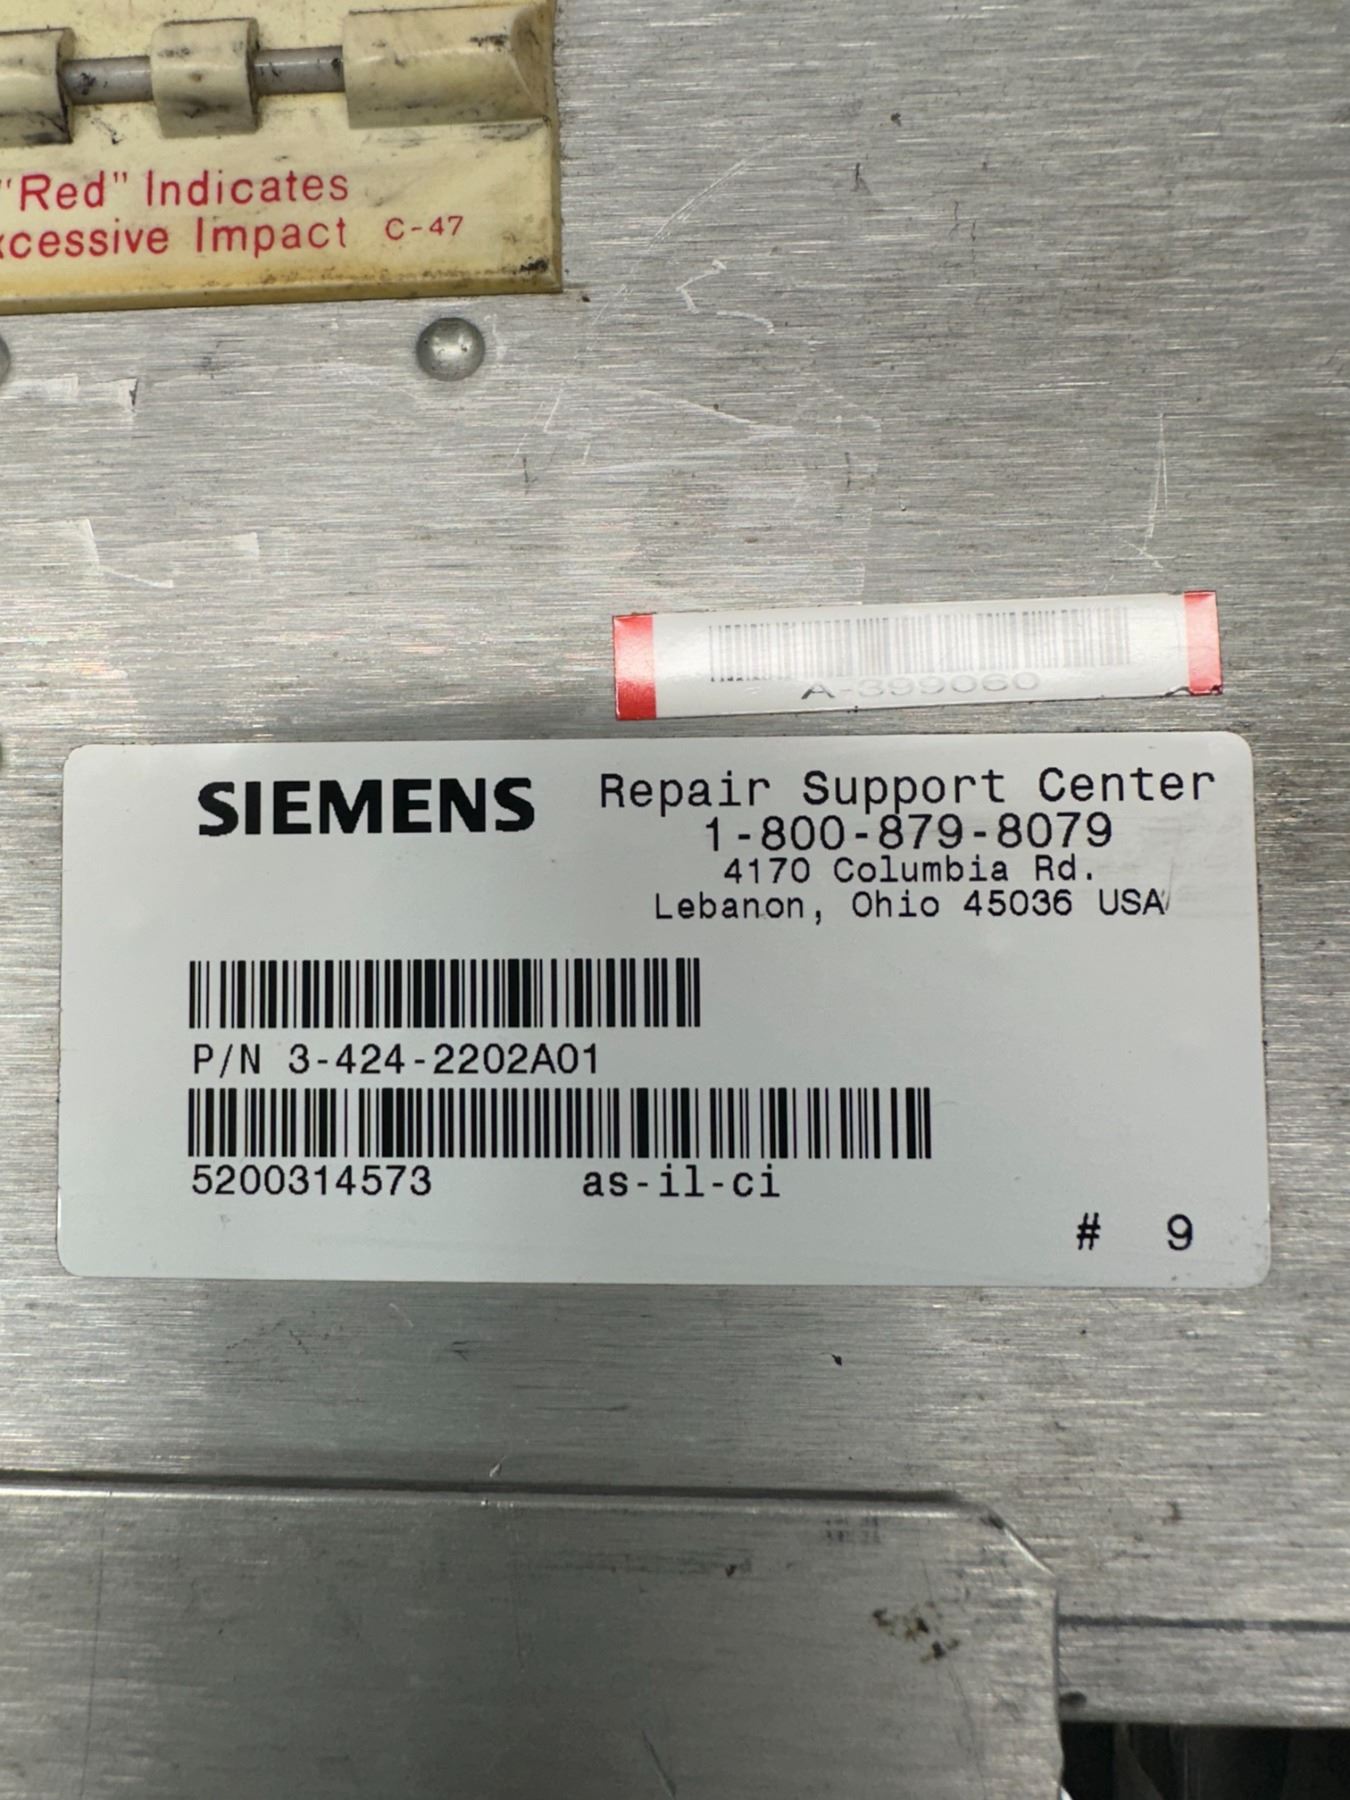 "Red" Indicates
xcessive Impact C-47
A-399060
SIEMENS
Repair Support Center
1-800-879-8079
4170 Columbia Rd.
Lebanon, Ohio 45036 USA
P/N 3-424-2202A01
5200314573 as-il-ci
# 9